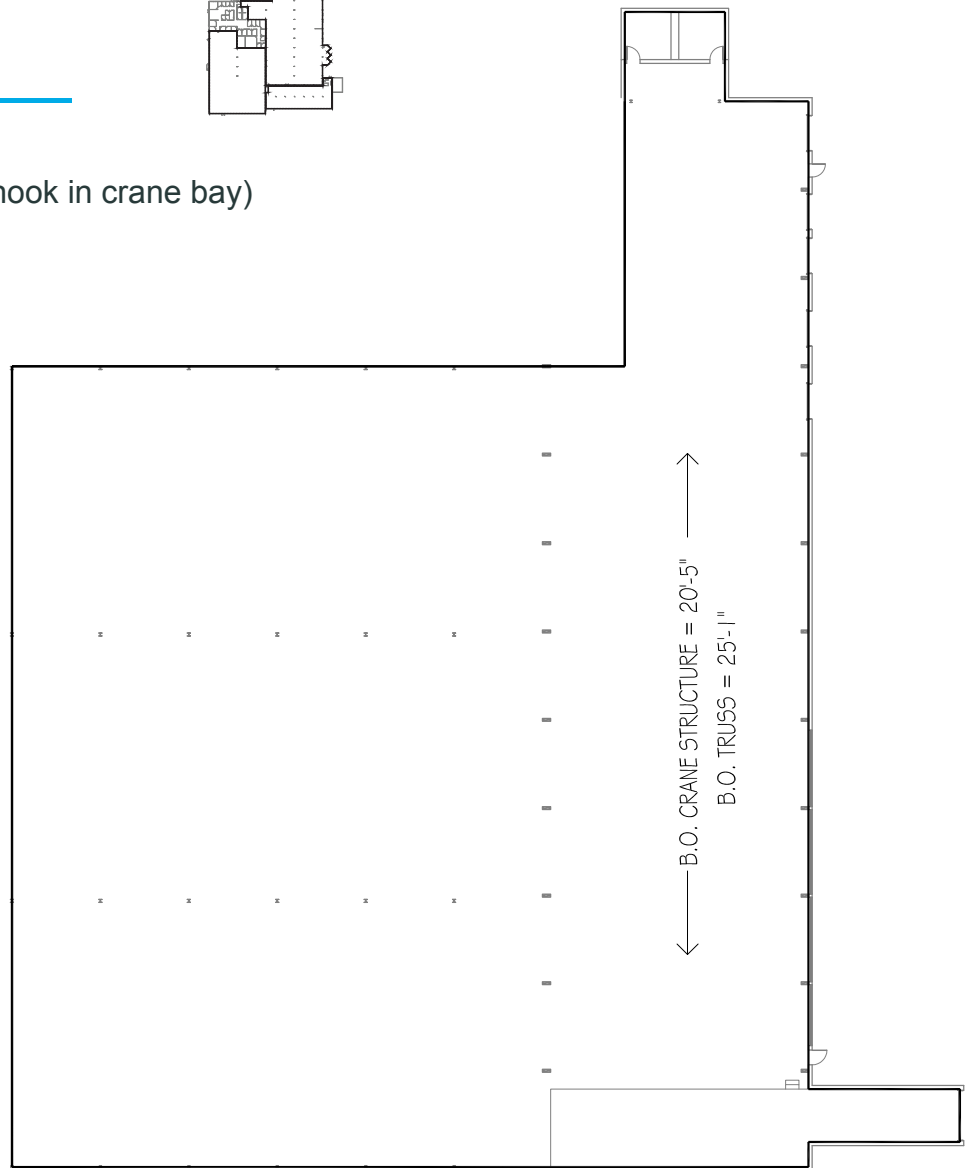 hook in crane bay)
B.O. CRANE STRUCTURE = 20'-5"
B.O. TRUSS = 25'-1"